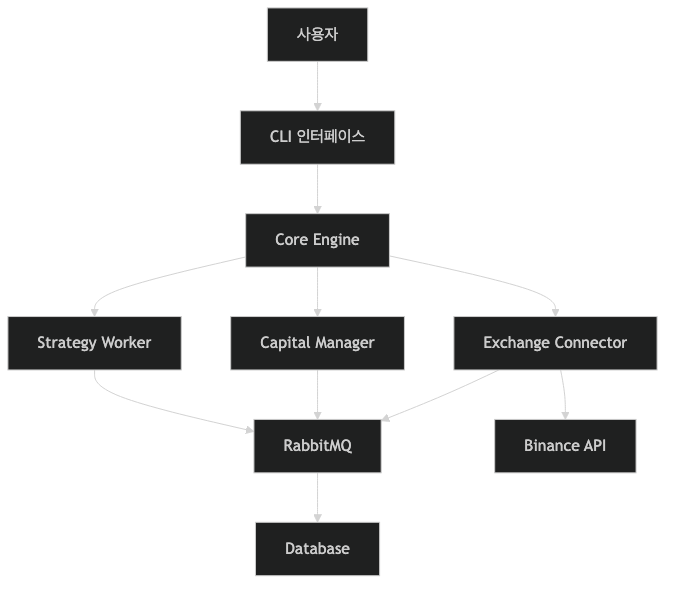 사용자
CLI 인터페이스
Core Engine
Strategy Worker
Capital Manager
Exchange Connector
RabbitMQ
Binance API
Database